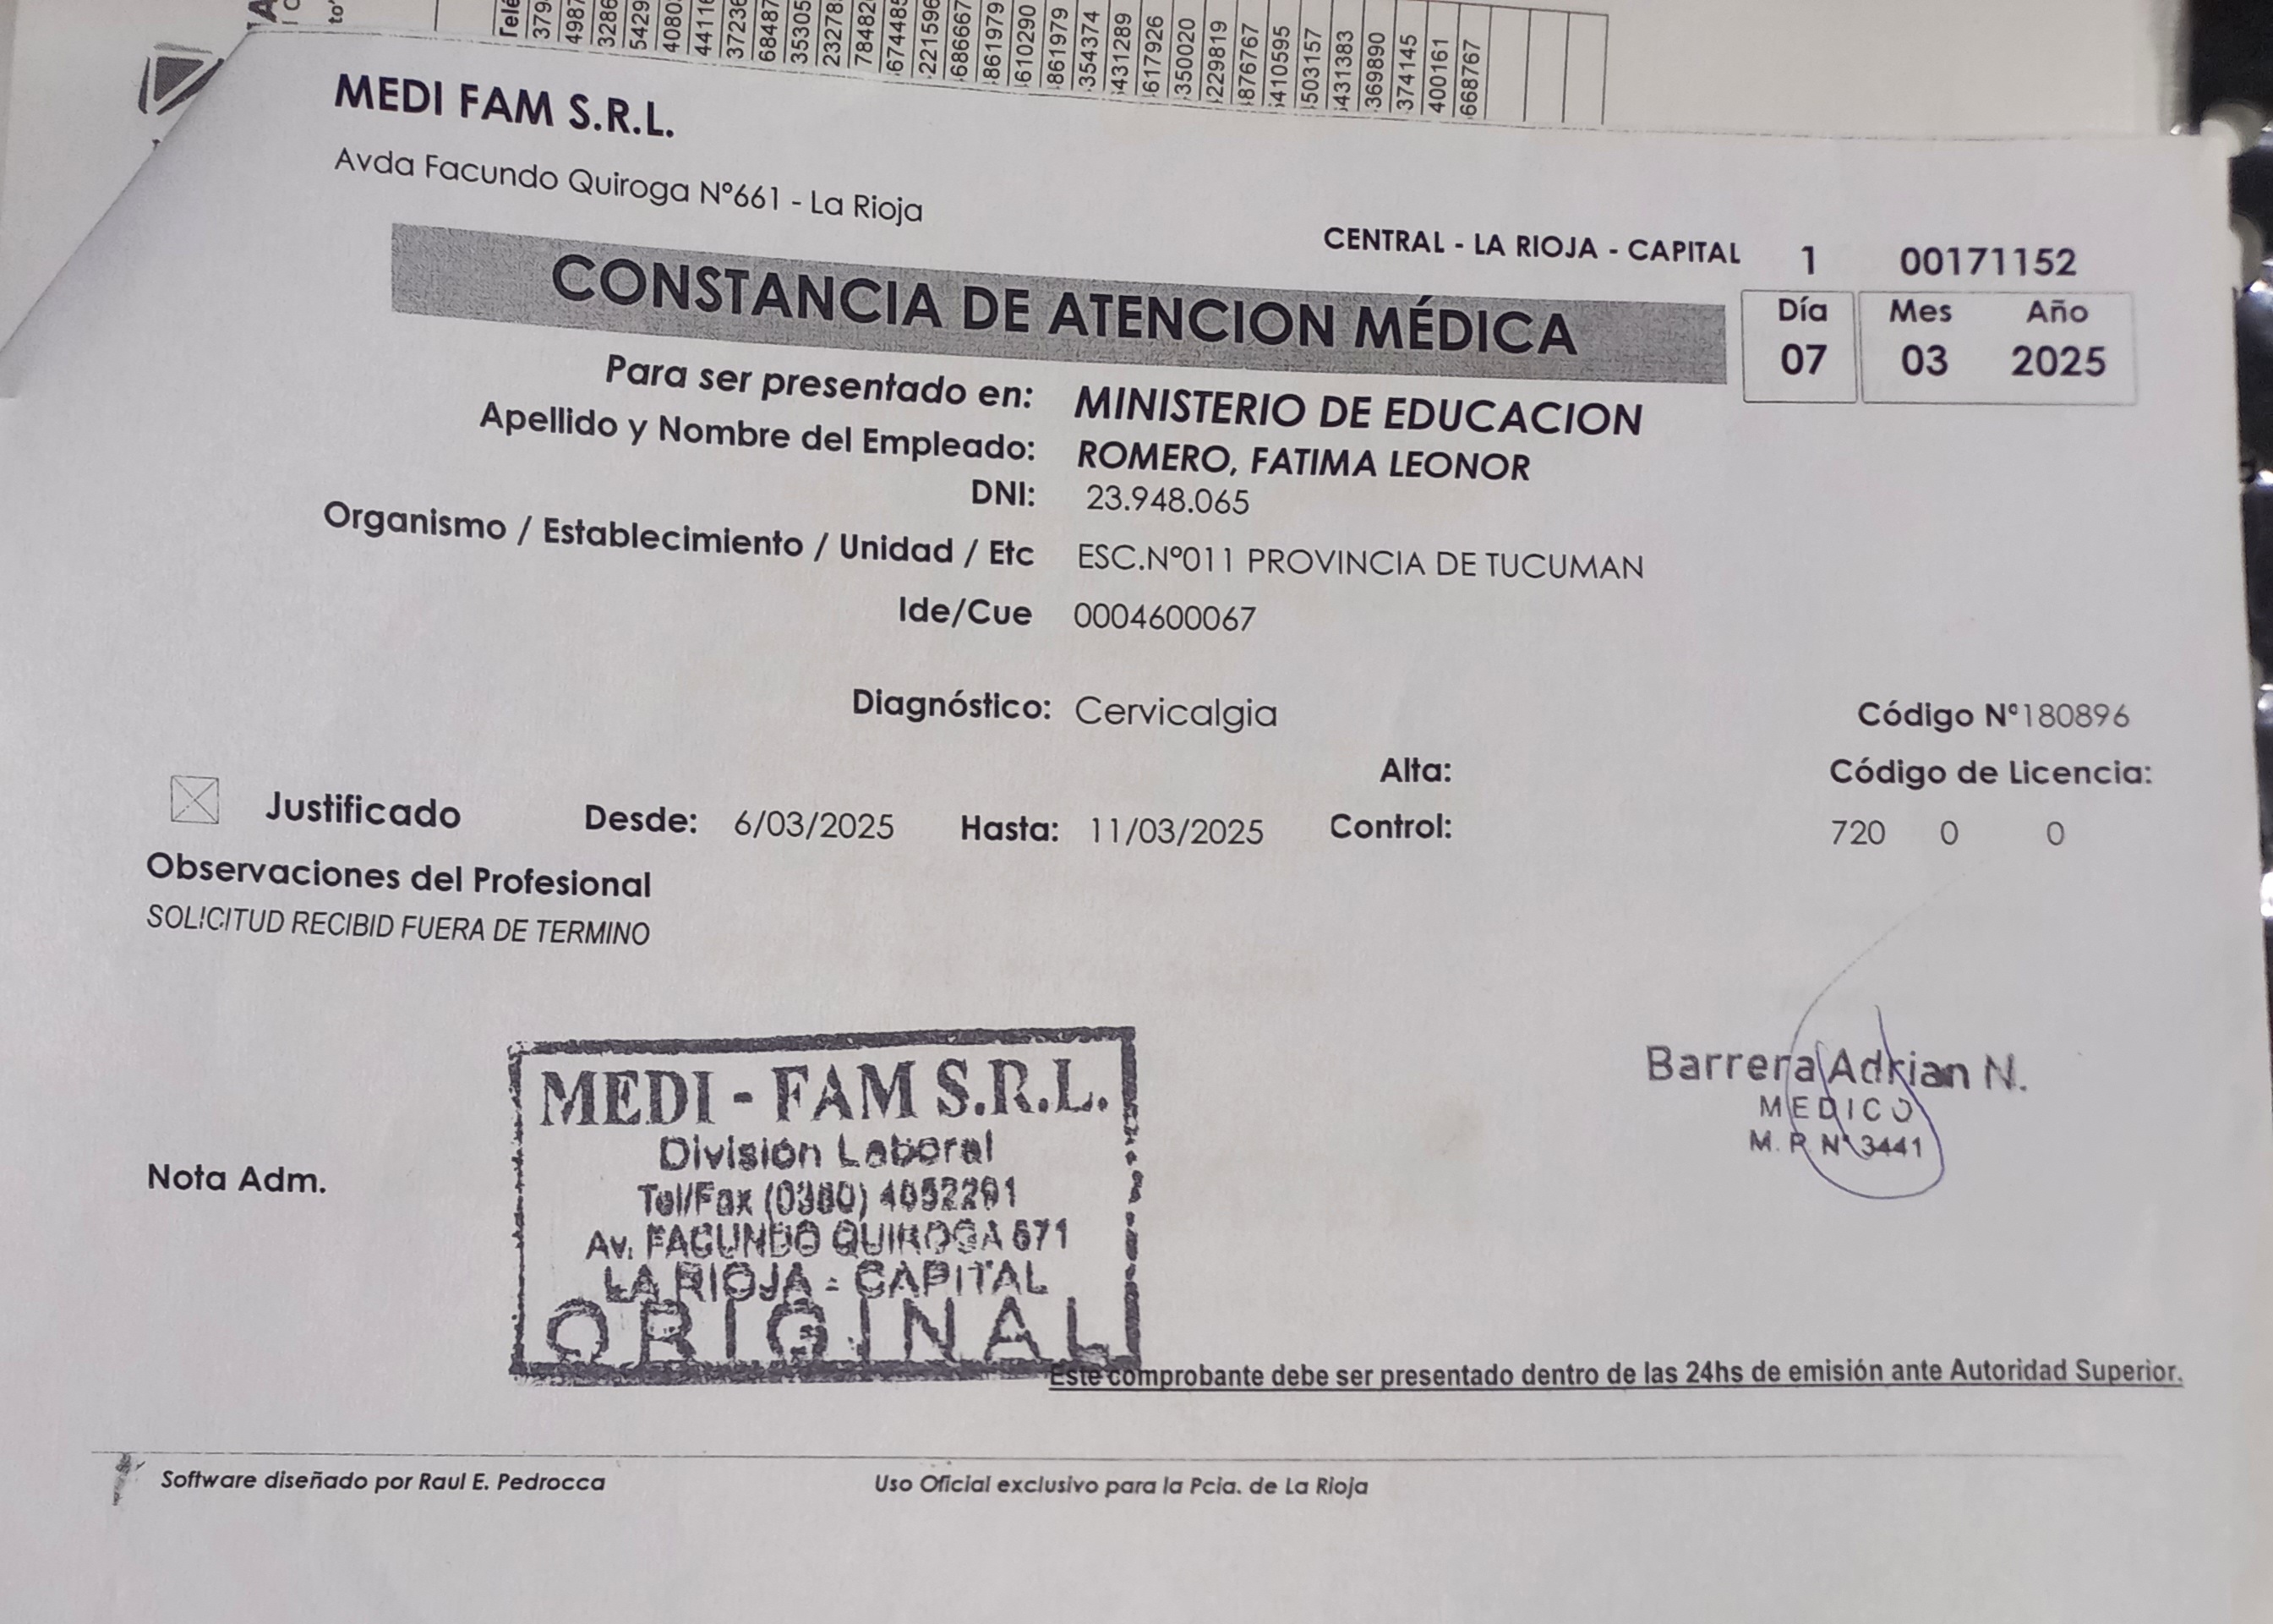 MEDI FAM S.R.L.
Avda Facundo Quiroga Nº661 - La Rioja
CENTRAL - LA RIOJA - CAPITAL 1 00171152
CONSTANCIA DE ATENCION MÉDICA
Día Mes Año
07 03 2025
Para ser presentado en: MINISTERIO DE EDUCACION
Apellido y Nombre del Empleado: ROMERO, FATIMA LEONOR
DNI: 23.948.065
Organismo / Establecimiento / Unidad / Etc ESC.Nº011 PROVINCIA DE TUCUMAN
Ide/Cue 0004600067
Diagnóstico: Cervicalgia
Código Nº180896
Alta:
Código de Licencia:
Justificado Desde: 6/03/2025 Hasta: 11/03/2025 Control:
720 0 0
Observaciones del Profesional
SOLICITUD RECIBID FUERA DE TERMINO
Barrera Adrian N.
MEDICO
M. P. Nº 3441
Nota Adm.
MEDI - FAM S.R.L.
División Laboral
Tel/Fax (0380) 4052291
AV. FACUNDO QUIROGA 671
LA RIOJA - CAPITAL
ORIGINAL
Este comprobante debe ser presentado dentro de las 24hs de emisión ante Autoridad Superior.
Software diseñado por Raul E. Pedrocca
Uso Oficial exclusivo para la Pcia. de La Rioja